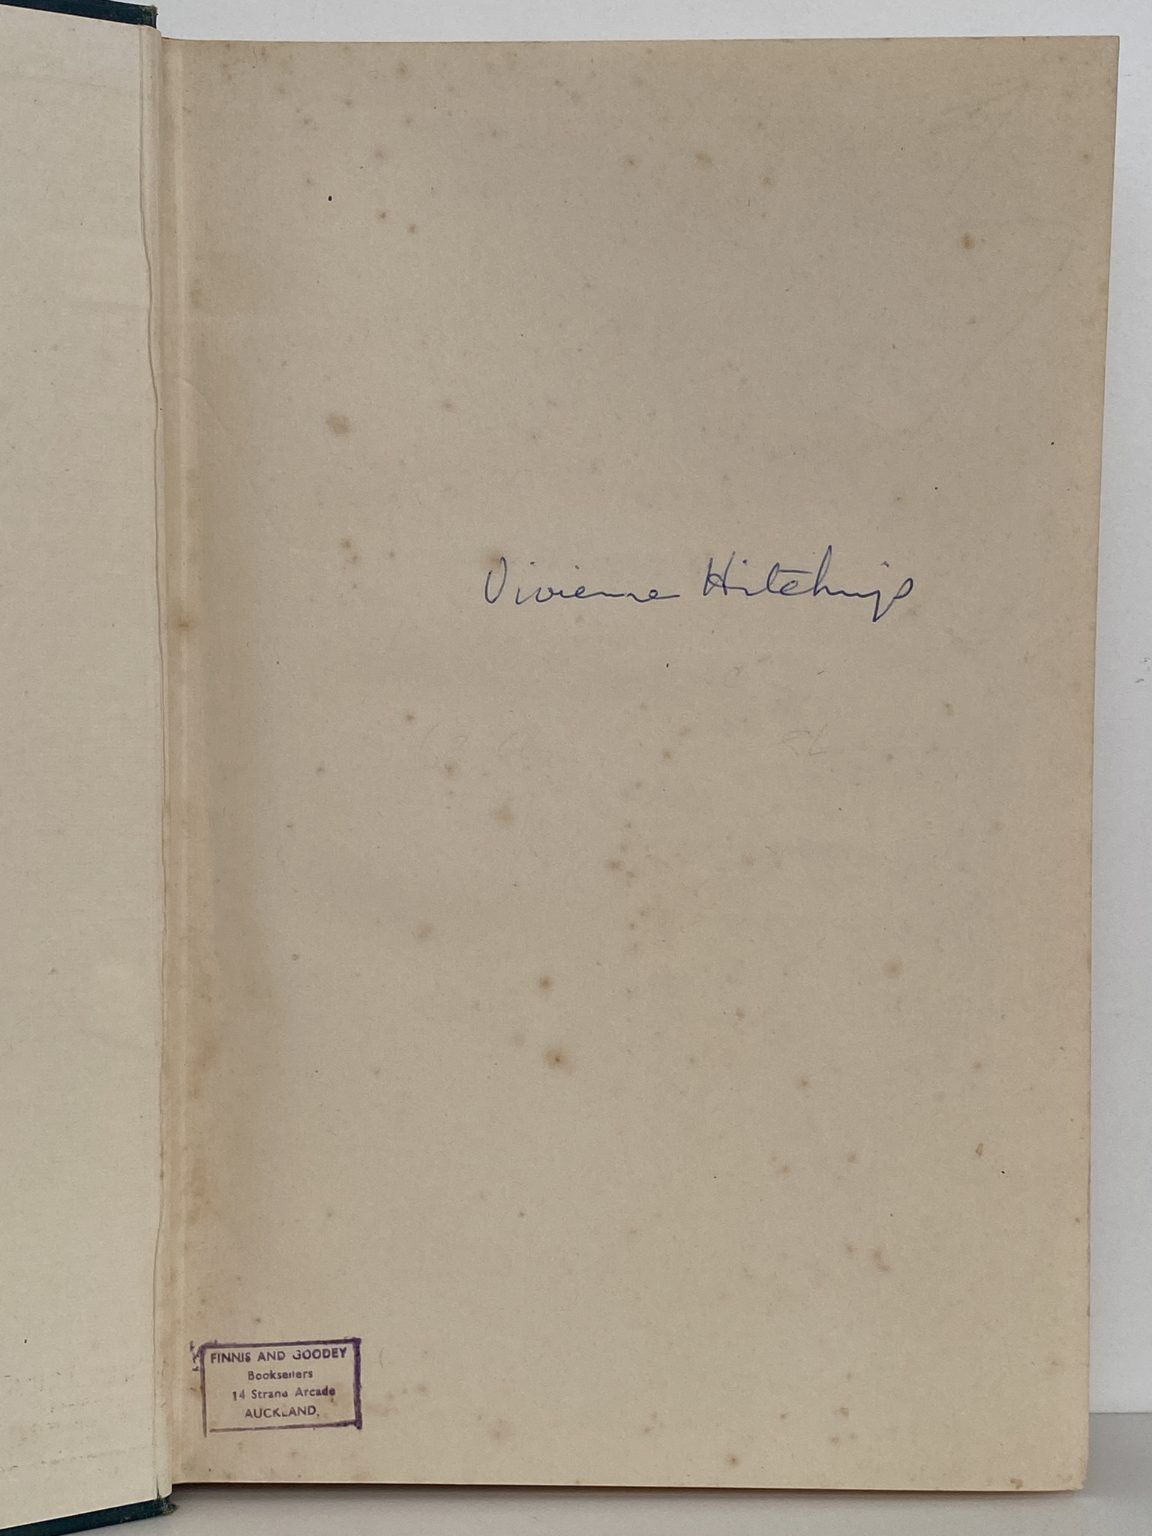 Vivienne Hitchings
FINNIS AND GOODEY
Booksellers
14 Strand Arcade
AUCKLAND.